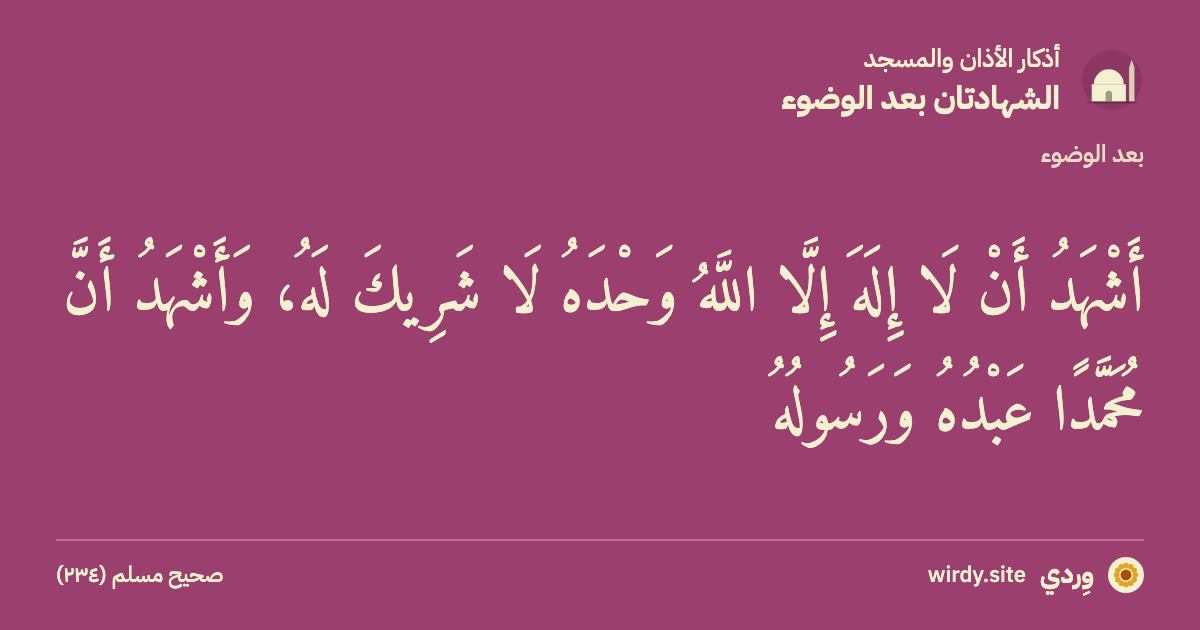 أذكار الأذان والمسجد
الشهادتان بعد الوضوء
بعد الوضوء
أَشْهَدُ أَنْ لَا إِلَهَ إِلَّا اللَّهُ وَحْدَهُ لَا شَرِيكَ لَهُ، وَأَشْهَدُ أَنَّ
مُحَمَّدًا عَبْدُهُ وَرَسُولُهُ
وِردي wirdy.site
صحيح مسلم (٢٣٤)